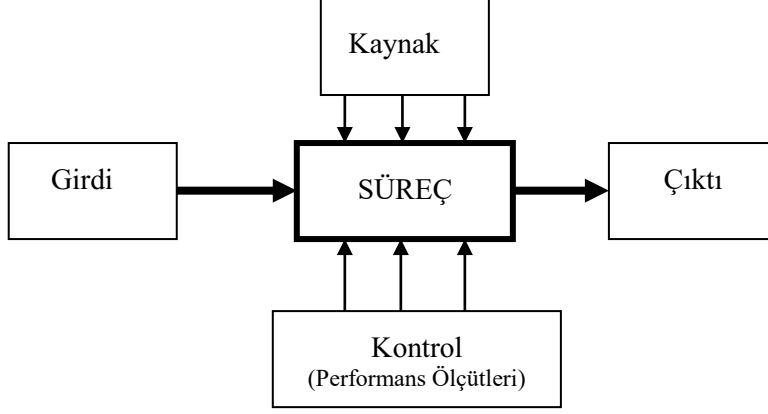 Kaynak
Girdi
SÜREÇ
Çıktı
Kontrol
(Performans Ölçütleri)